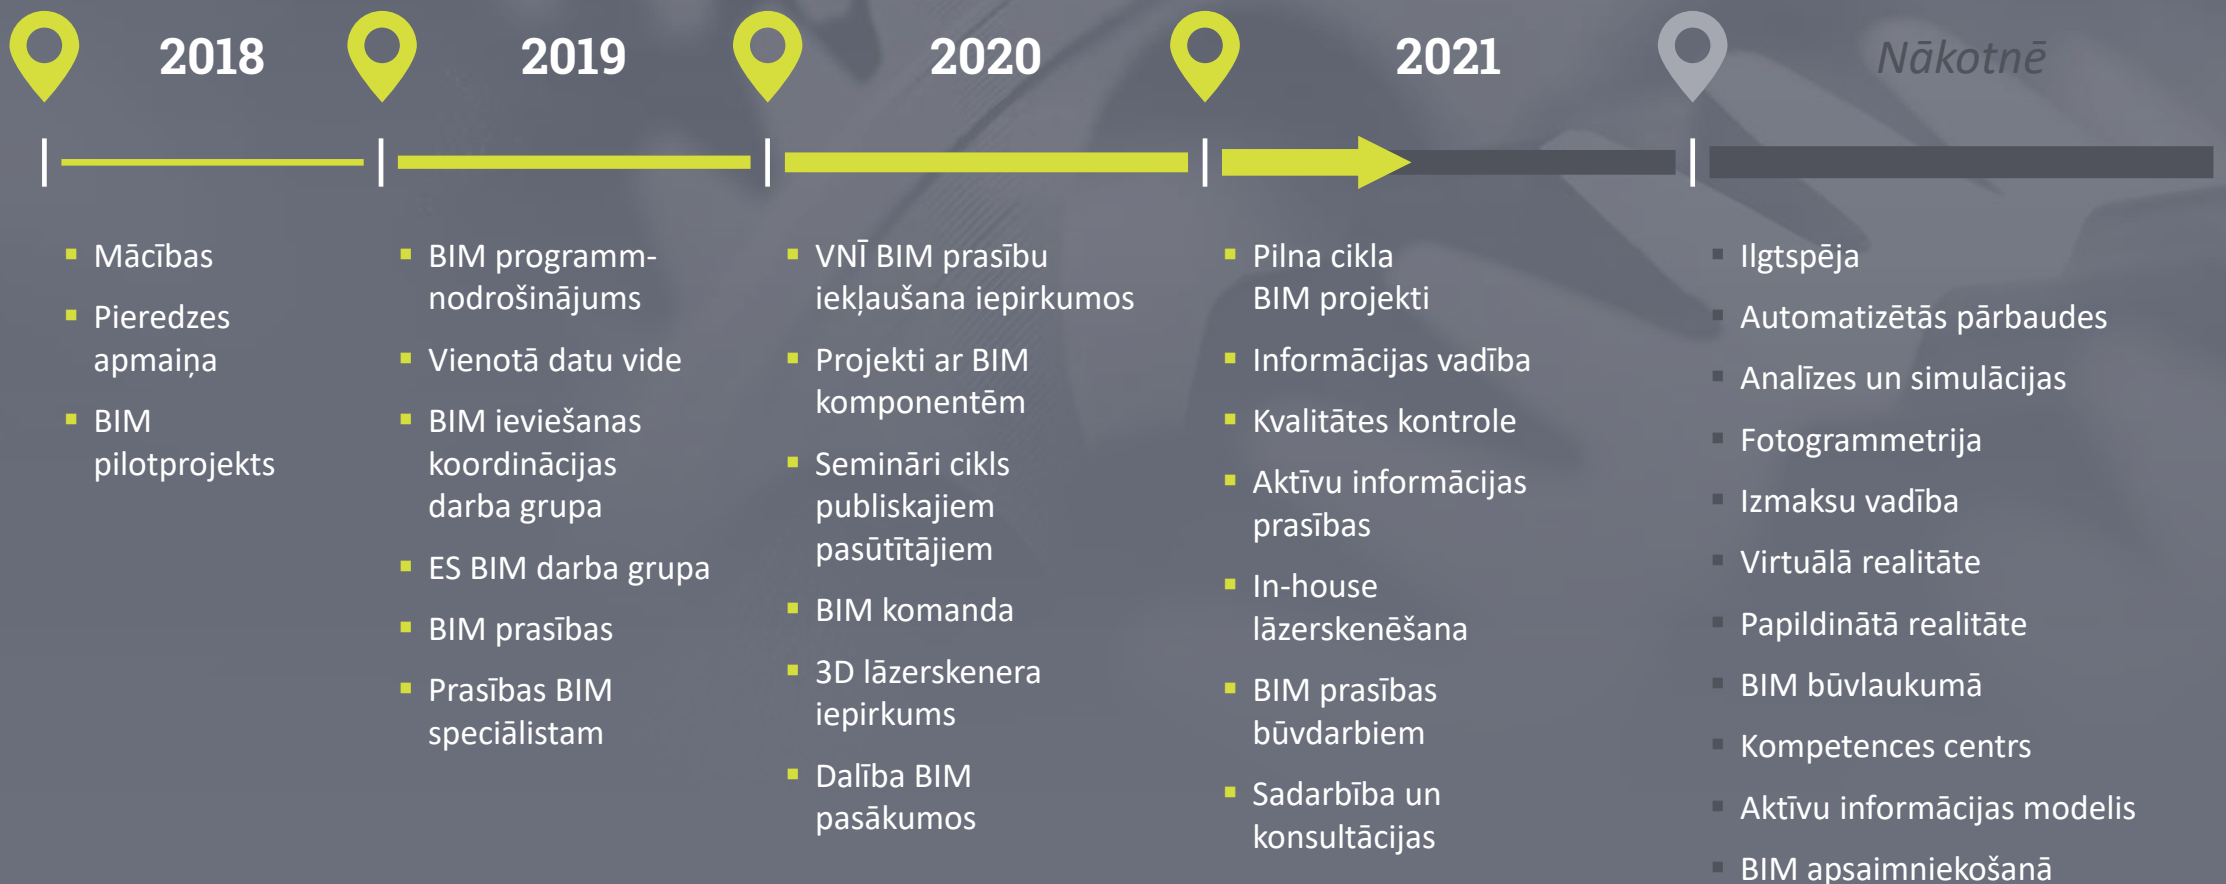 2018
2019
2020
2021
Nākotnē
▪ Mācības
▪ Pieredzes
apmaiņa
▪ BIM
pilotprojekts
▪ BIM programm-
nodrošinājums
▪ Vienotā datu vide
▪ BIM ieviešanas
koordinācijas
darba grupa
▪ ES BIM darba grupa
▪ BIM prasības
▪ Prasības BIM
speciālistam
▪ VNĪ BIM prasību
iekļaušana iepirkumos
▪ Projekti ar BIM
komponentēm
▪ Semināri cikls
publiskajiem
pasūtītājiem
▪ BIM komanda
▪ 3D lāzerskenera
iepirkums
▪ Dalība BIM
pasākumos
▪ Pilna cikla
BIM projekti
▪ Informācijas vadība
▪ Kvalitātes kontrole
▪ Aktīvu informācijas
prasības
▪ In-house
lāzerskenēšana
▪ BIM prasības
būvdarbiem
▪ Sadarbība un
konsultācijas
▪ Ilgtspēja
▪ Automatizētās pārbaudes
▪ Analīzes un simulācijas
▪ Fotogrammetrija
▪ Izmaksu vadība
▪ Virtuālā realitāte
▪ Papildinātā realitāte
▪ BIM būvlaukumā
▪ Kompetences centrs
▪ Aktīvu informācijas modelis
▪ BIM apsaimniekošanā